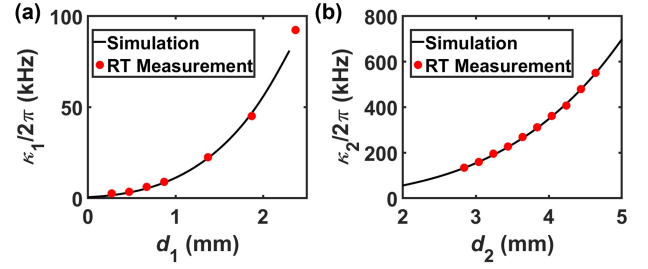 (a)
100
50
0
κ₁/2π (kHz)
Simulation
RT Measurement
0 1 2
d₁ (mm)
(b)
800
600
400
200
0
κ₂/2π (kHz)
Simulation
RT Measurement
2 3 4 5
d₂ (mm)